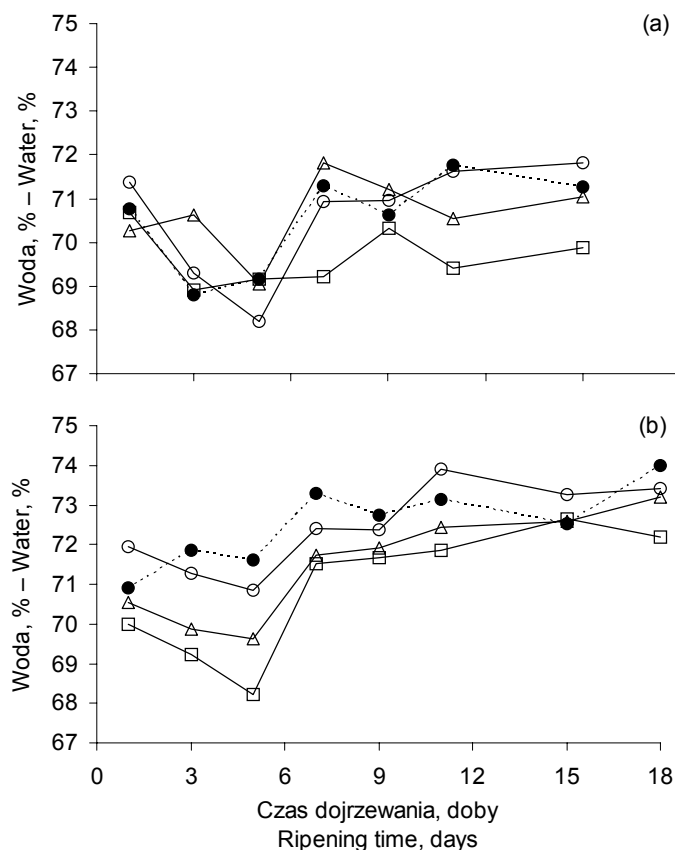 (a)
75
74
73
72
71
70
69
68
67
Woda, % – Water, %
(b)
75
74
73
72
71
70
69
68
67
Woda, % – Water, %
0 3 6 9 12 15 18
Czas dojrzewania, doby
Ripening time, days